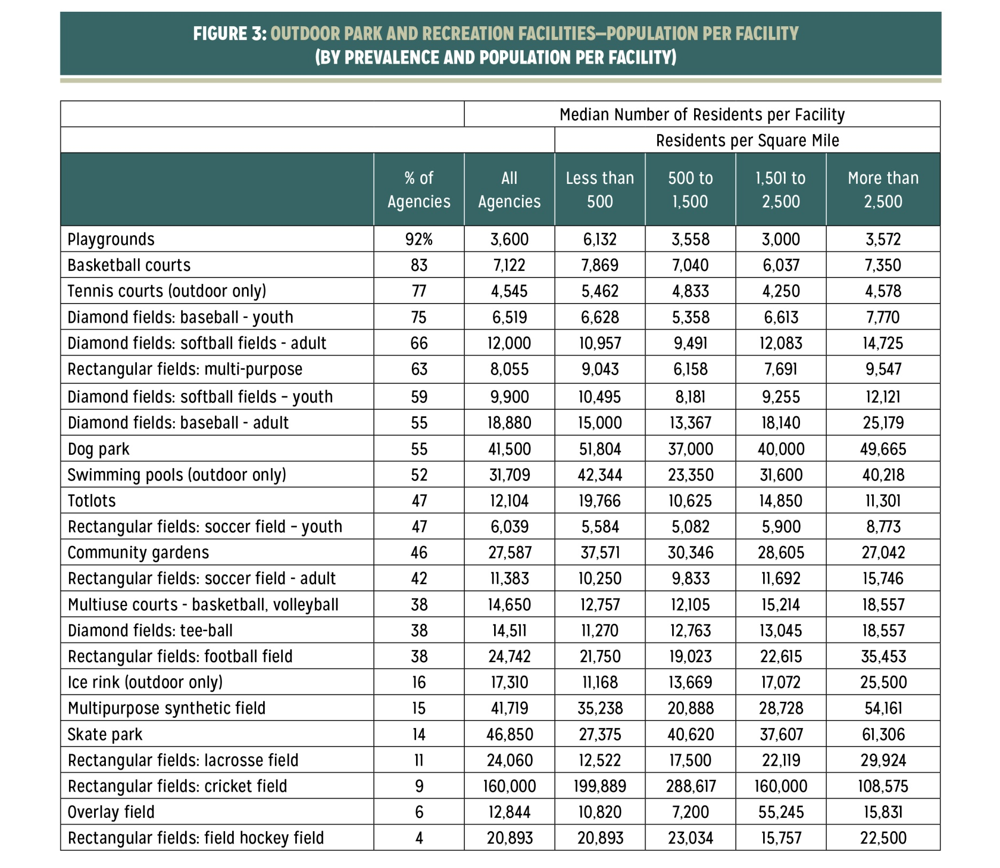 FIGURE 3: OUTDOOR PARK AND RECREATION FACILITIES—POPULATION PER FACILITY
(BY PREVALENCE AND POPULATION PER FACILITY)
Median Number of Residents per Facility
Residents per Square Mile
% of Agencies All Agencies Less than 500 500 to 1,500 1,501 to 2,500 More than 2,500
Playgrounds 92% 3,600 6,132 3,558 3,000 3,572
Basketball courts 83 7,122 7,869 7,040 6,037 7,350
Tennis courts (outdoor only) 77 4,545 5,462 4,833 4,250 4,578
Diamond fields: baseball - youth 75 6,519 6,628 5,358 6,613 7,770
Diamond fields: softball fields - adult 66 12,000 10,957 9,491 12,083 14,725
Rectangular fields: multi-purpose 63 8,055 9,043 6,158 7,691 9,547
Diamond fields: softball fields – youth 59 9,900 10,495 8,181 9,255 12,121
Diamond fields: baseball - adult 55 18,880 15,000 13,367 18,140 25,179
Dog park 55 41,500 51,804 37,000 40,000 49,665
Swimming pools (outdoor only) 52 31,709 42,344 23,350 31,600 40,218
Totlots 47 12,104 19,766 10,625 14,850 11,301
Rectangular fields: soccer field – youth 47 6,039 5,584 5,082 5,900 8,773
Community gardens 46 27,587 37,571 30,346 28,605 27,042
Rectangular fields: soccer field - adult 42 11,383 10,250 9,833 11,692 15,746
Multiuse courts - basketball, volleyball 38 14,650 12,757 12,105 15,214 18,557
Diamond fields: tee-ball 38 14,511 11,270 12,763 13,045 18,557
Rectangular fields: football field 38 24,742 21,750 19,023 22,615 35,453
Ice rink (outdoor only) 16 17,310 11,168 13,669 17,072 25,500
Multipurpose synthetic field 15 41,719 35,238 20,888 28,728 54,161
Skate park 14 46,850 27,375 40,620 37,607 61,306
Rectangular fields: lacrosse field 11 24,060 12,522 17,500 22,119 29,924
Rectangular fields: cricket field 9 160,000 199,889 288,617 160,000 108,575
Overlay field 6 12,844 10,820 7,200 55,245 15,831
Rectangular fields: field hockey field 4 20,893 20,893 23,034 15,757 22,500